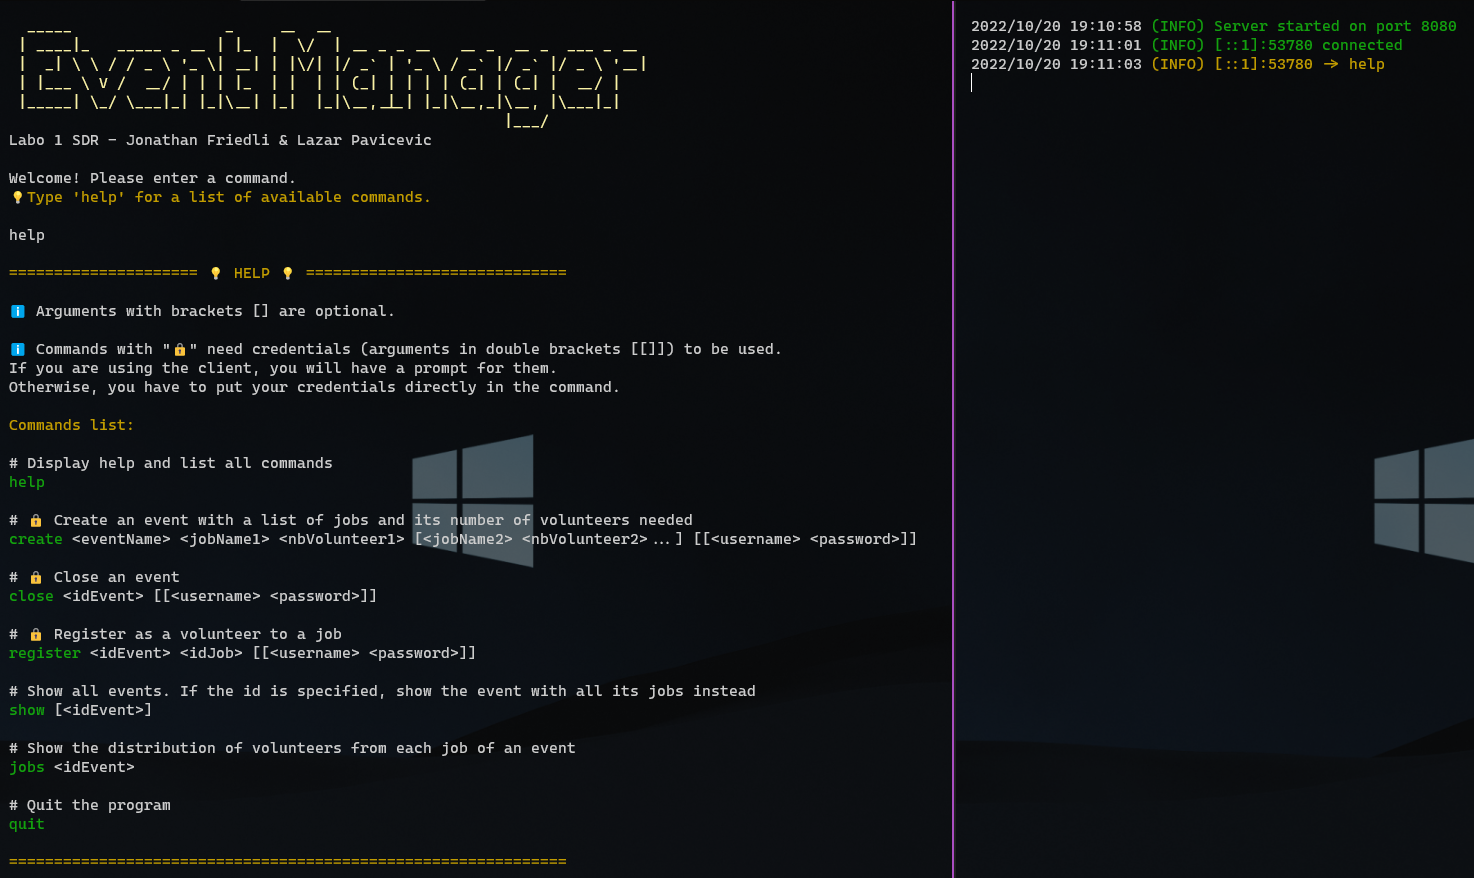 Event Manager
Labo 1 SDR - Jonathan Friedli & Lazar Pavicevic
Welcome! Please enter a command.
💡Type 'help' for a list of available commands.
help
===================== 💡 HELP 💡 =============================
ℹ️ Arguments with brackets [] are optional.
ℹ️ Commands with "🔒" need credentials (arguments in double brackets [[]]) to be used.
If you are using the client, you will have a prompt for them.
Otherwise, you have to put your credentials directly in the command.
Commands list:
# Display help and list all commands
help
# 🔒 Create an event with a list of jobs and its number of volunteers needed
create <eventName> <jobName1> <nbVolunteer1> [<jobName2> <nbVolunteer2>...] [[<username> <password>]]
# 🔒 Close an event
close <idEvent> [[<username> <password>]]
# 🔒 Register as a volunteer to a job
register <idEvent> <idJob> [[<username> <password>]]
# Show all events. If the id is specified, show the event with all its jobs instead
show [<idEvent>]
# Show the distribution of volunteers from each job of an event
jobs <idEvent>
# Quit the program
quit
==============================================================
2022/10/20 19:10:58 (INFO) Server started on port 8080
2022/10/20 19:11:01 (INFO) [::1]:53780 connected
2022/10/20 19:11:03 (INFO) [::1]:53780 -> help